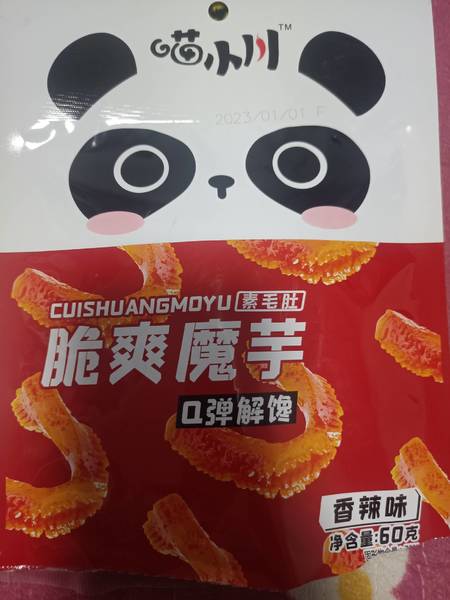 喵小川™
2023/01/01 F
CUISHUANGMOYU 素毛肚
脆爽魔芋
Q弹解馋
香辣味
净含量:60克